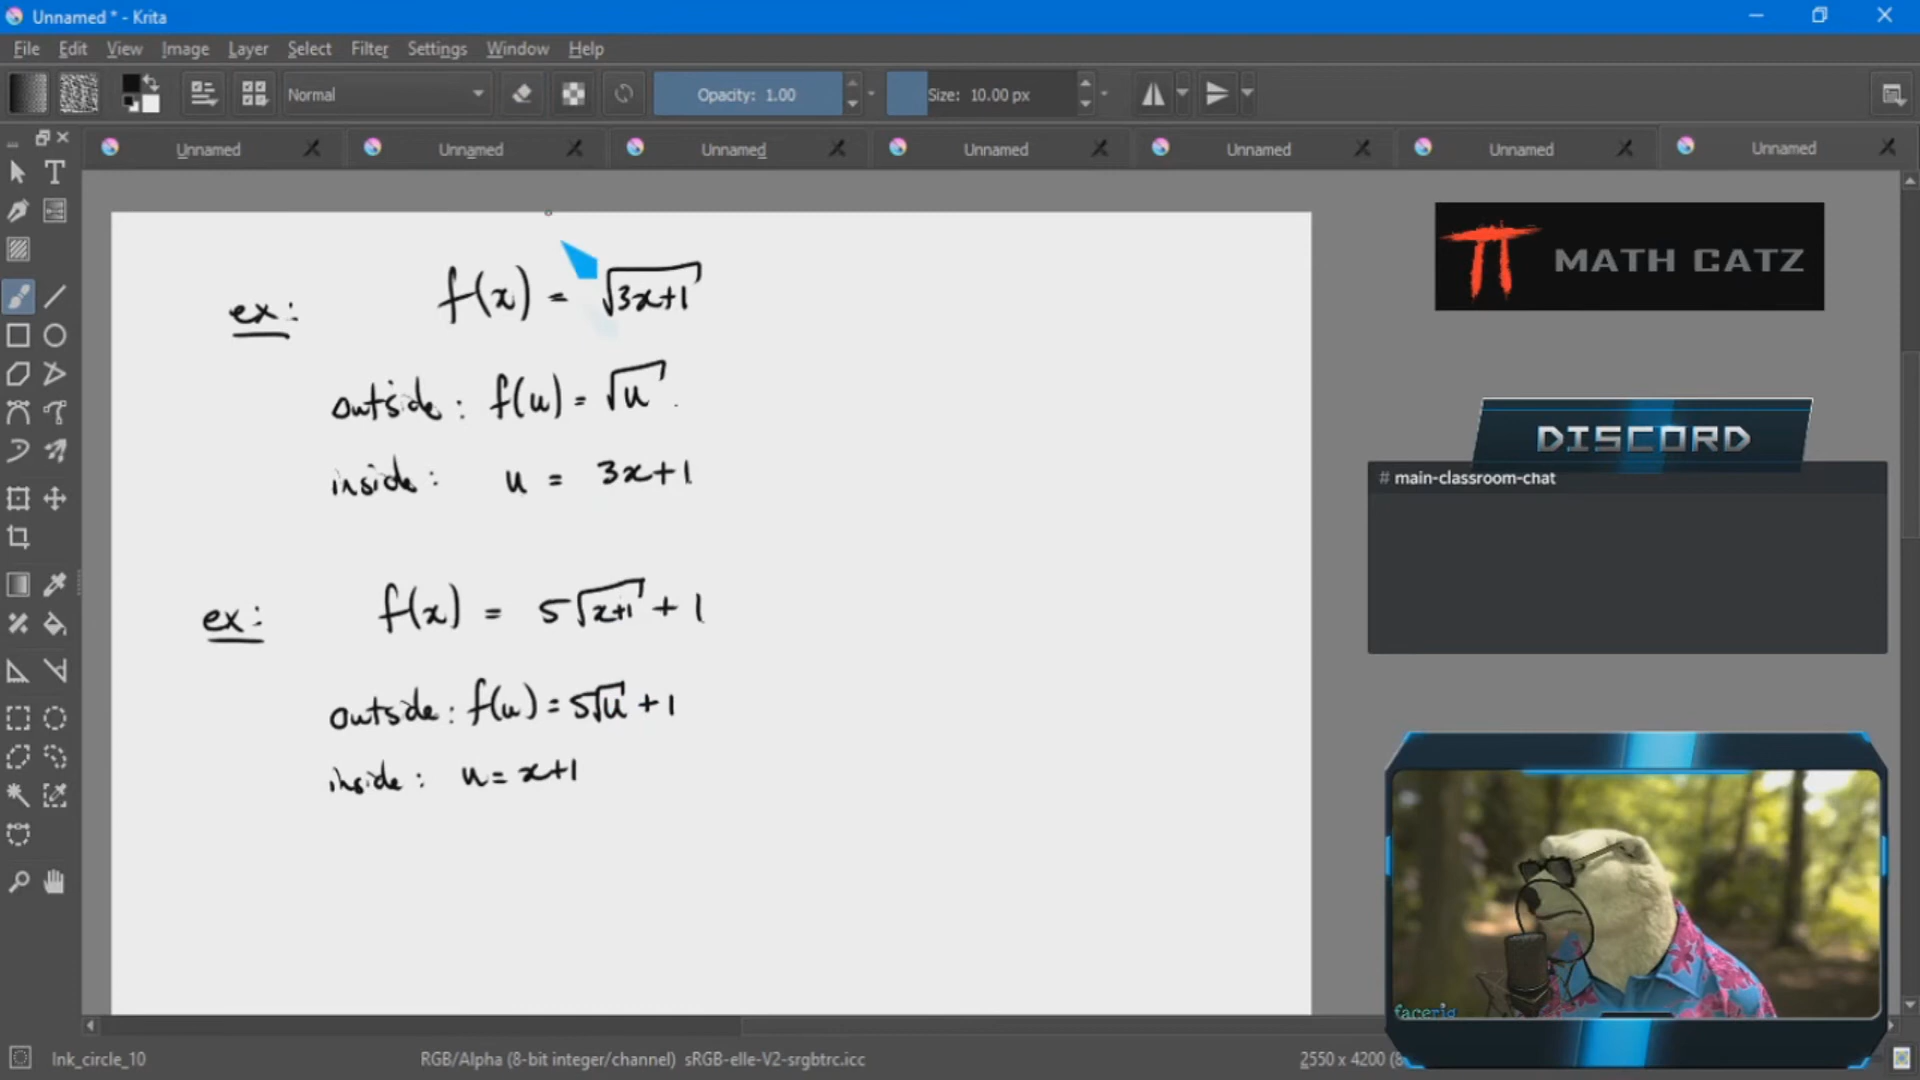 Unnamed * - Krita
File Edit View Image Layer Select Filter Settings Window Help
Normal Opacity: 1.00 Size: 10.00 px
Unnamed Unnamed Unnamed Unnamed Unnamed Unnamed Unnamed
ex: f(x) = √3x+1
outside: f(u) = √u
inside: u = 3x+1
ex: f(x) = 5√x+1 + 1
outside: f(u) = 5√u + 1
inside: u = x+1
MATH CATZ
DISCORD
# main-classroom-chat
facerig
Ink_circle_10 RGB/Alpha (8-bit integer/channel) sRGB-elle-V2-srgbtrc.icc 2550 x 4200 (8